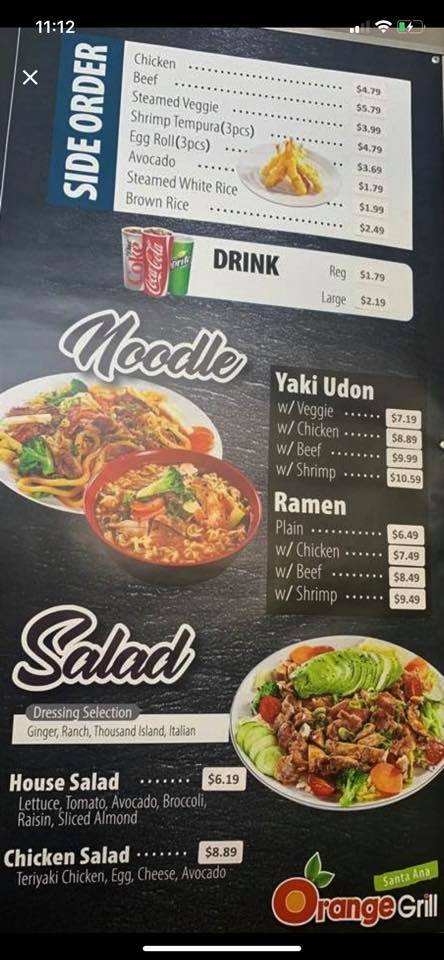 11:12
SIDE ORDER
Chicken $4.79
Beef $5.79
Steamed Veggie $3.99
Shrimp Tempura(3pcs) $4.79
Egg Roll(3pcs) $3.69
Avocado $1.79
Steamed White Rice $1.99
Brown Rice $2.49
Coke
Coca-Cola
Sprite
DRINK
Reg $1.79
Large $2.19
Noodle
Yaki Udon
w/ Veggie ...... $7.19
w/ Chicken ...... $8.89
w/ Beef ........ $9.99
w/ Shrimp ...... $10.59
Ramen
Plain .......... $6.49
w/ Chicken ...... $7.49
w/ Beef ........ $8.49
w/ Shrimp ...... $9.49
Salad
Dressing Selection
Ginger, Ranch, Thousand Island, Italian
House Salad ....... $6.19
Lettuce, Tomato, Avocado, Broccoli,
Raisin, Sliced Almond
Chicken Salad ....... $8.89
Teriyaki Chicken, Egg, Cheese, Avocado
Santa Ana
Orange Grill